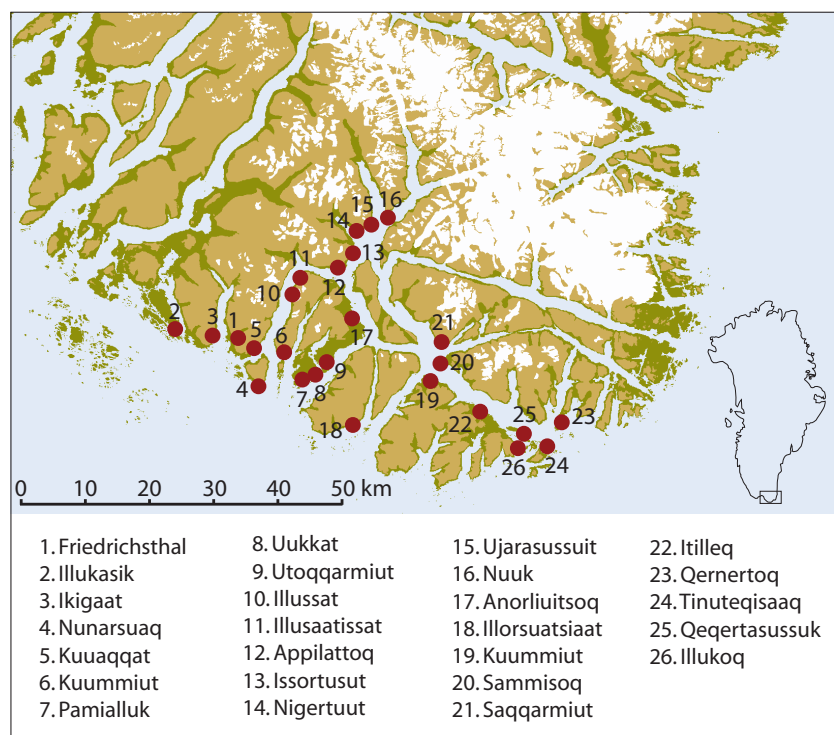 16
15
14
13
11
12
10
2
3
1
5
6
17
21
4
7
8
9
20
19
18
22
25
23
26
24
0 10 20 30 40 50 km
1. Friedrichsthal
2. Illukasik
3. Ikigaat
4. Nunarsuaq
5. Kuuaqqat
6. Kuummiut
7. Pamialluk
8. Uukkat
9. Utoqqarmiut
10. Illussat
11. Illusaatissat
12. Appilattoq
13. Issortusut
14. Nigertuut
15. Ujarasussuit
16. Nuuk
17. Anorliuitsoq
18. Illorsuatsiaat
19. Kuummiut
20. Sammisoq
21. Saqqarmiut
22. Itilleq
23. Qernertoq
24. Tinuteqisaaq
25. Qeqertasussuk
26. Illukoq